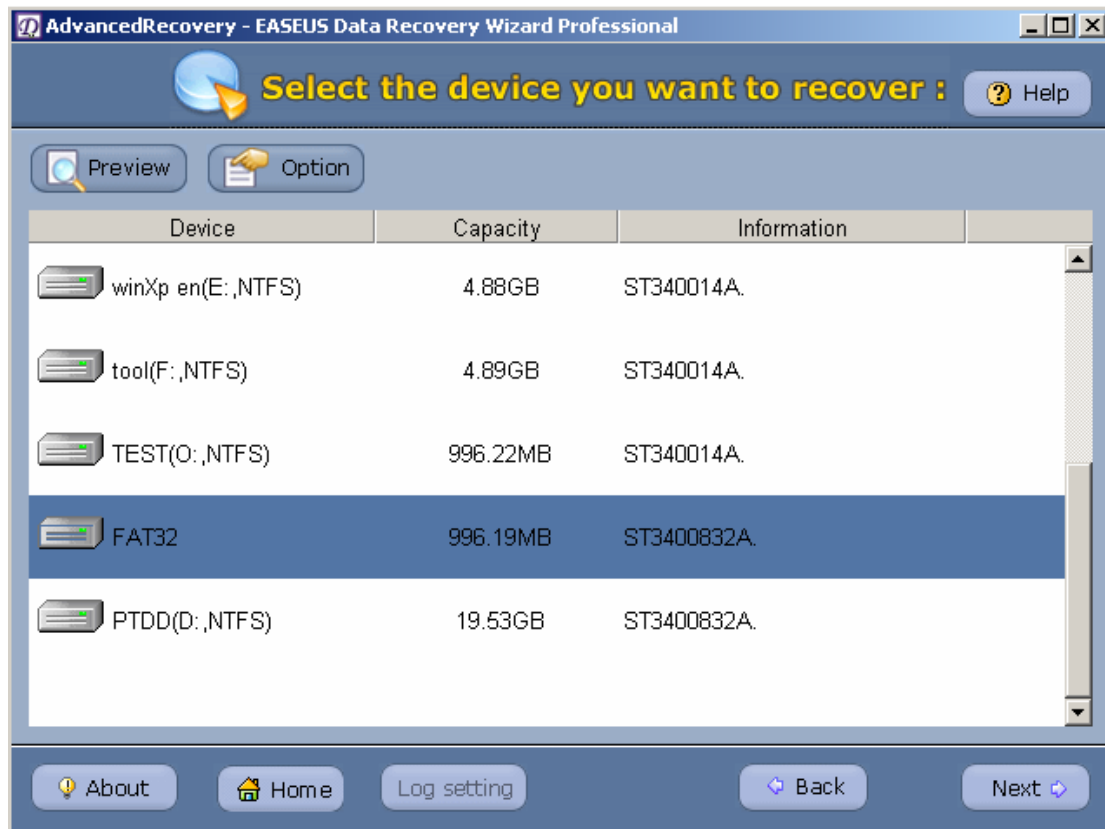 AdvancedRecovery - EASEUS Data Recovery Wizard Professional
Select the device you want to recover :
Help
Preview
Option
Device Capacity Information
winXp en(E:,NTFS) 4.88GB ST340014A.
tool(F:,NTFS) 4.89GB ST340014A.
TEST(O:,NTFS) 996.22MB ST340014A.
FAT32 996.19MB ST3400832A.
PTDD(D:,NTFS) 19.53GB ST3400832A.
About Home Log setting Back Next